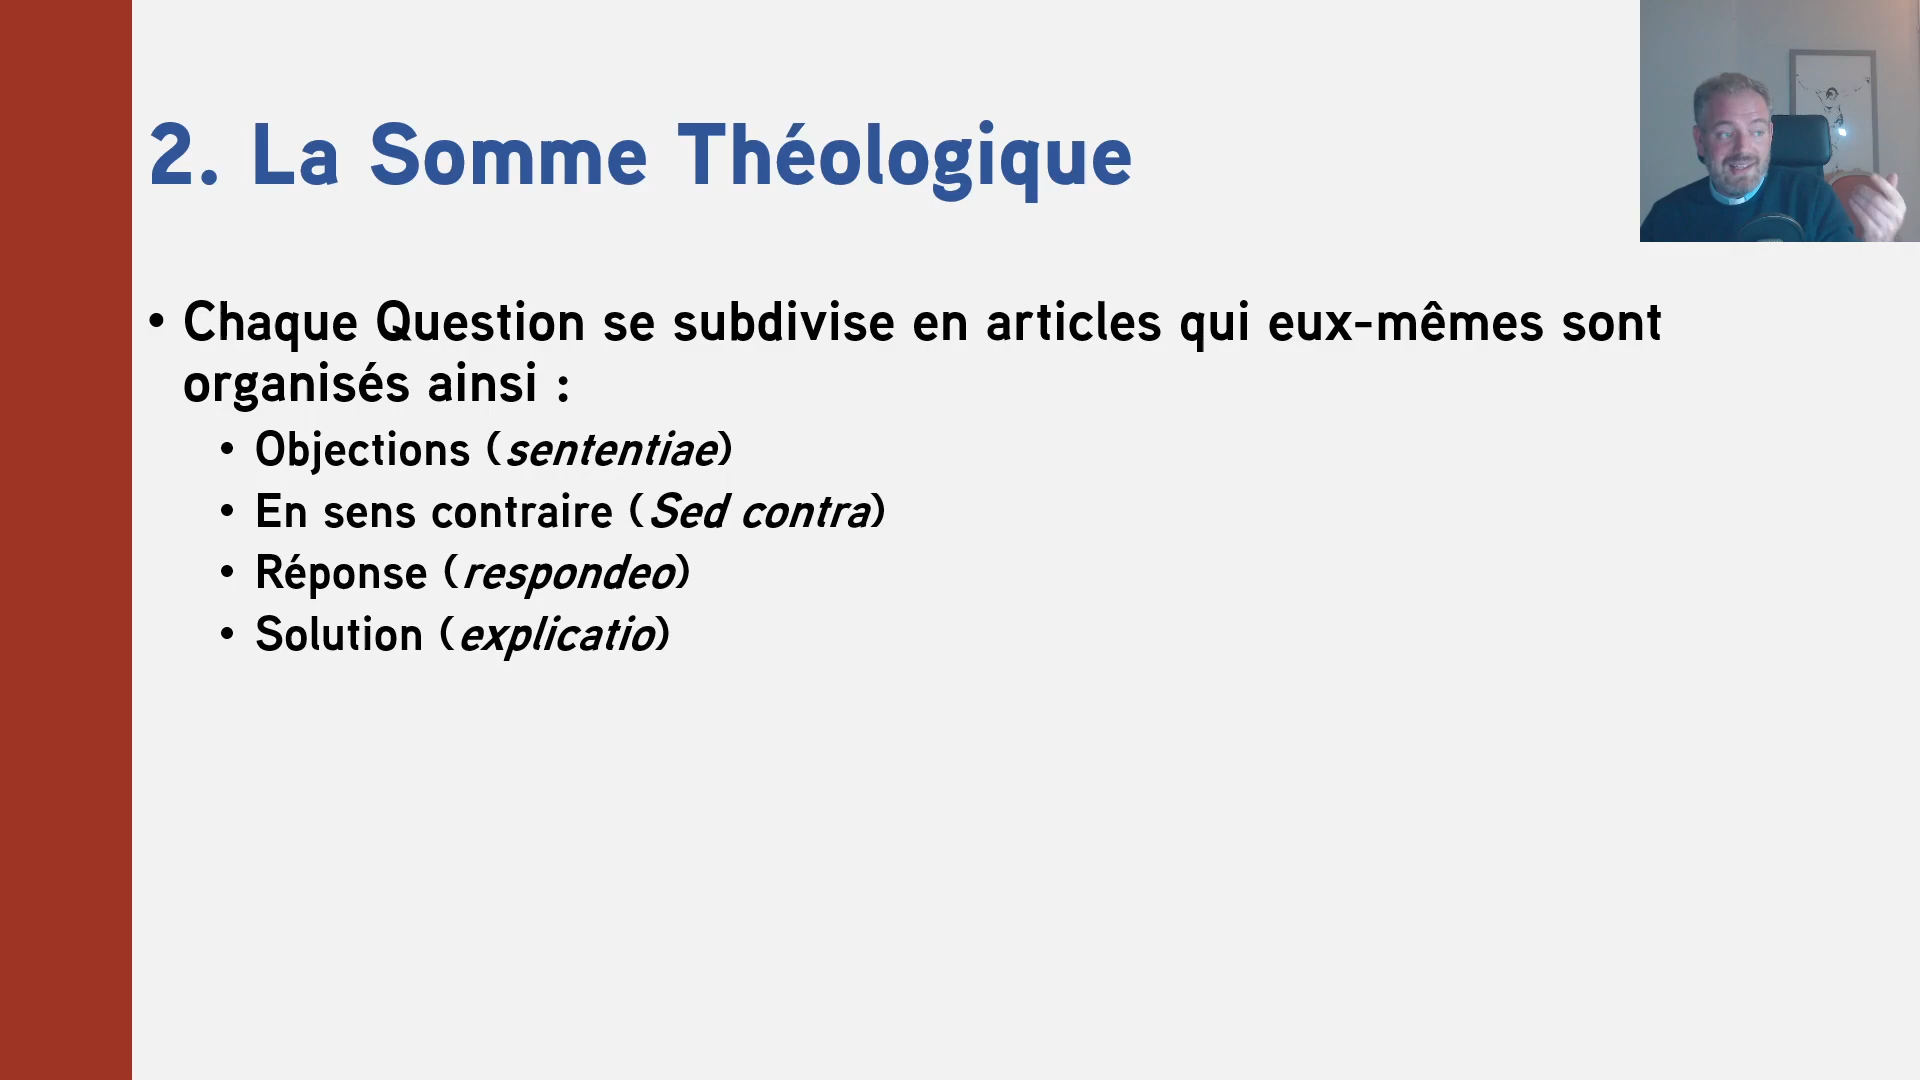 2. La Somme Théologique
• Chaque Question se subdivise en articles qui eux-mêmes sont
organisés ainsi :
• Objections (sententiae)
• En sens contraire (Sed contra)
• Réponse (respondeo)
• Solution (explicatio)